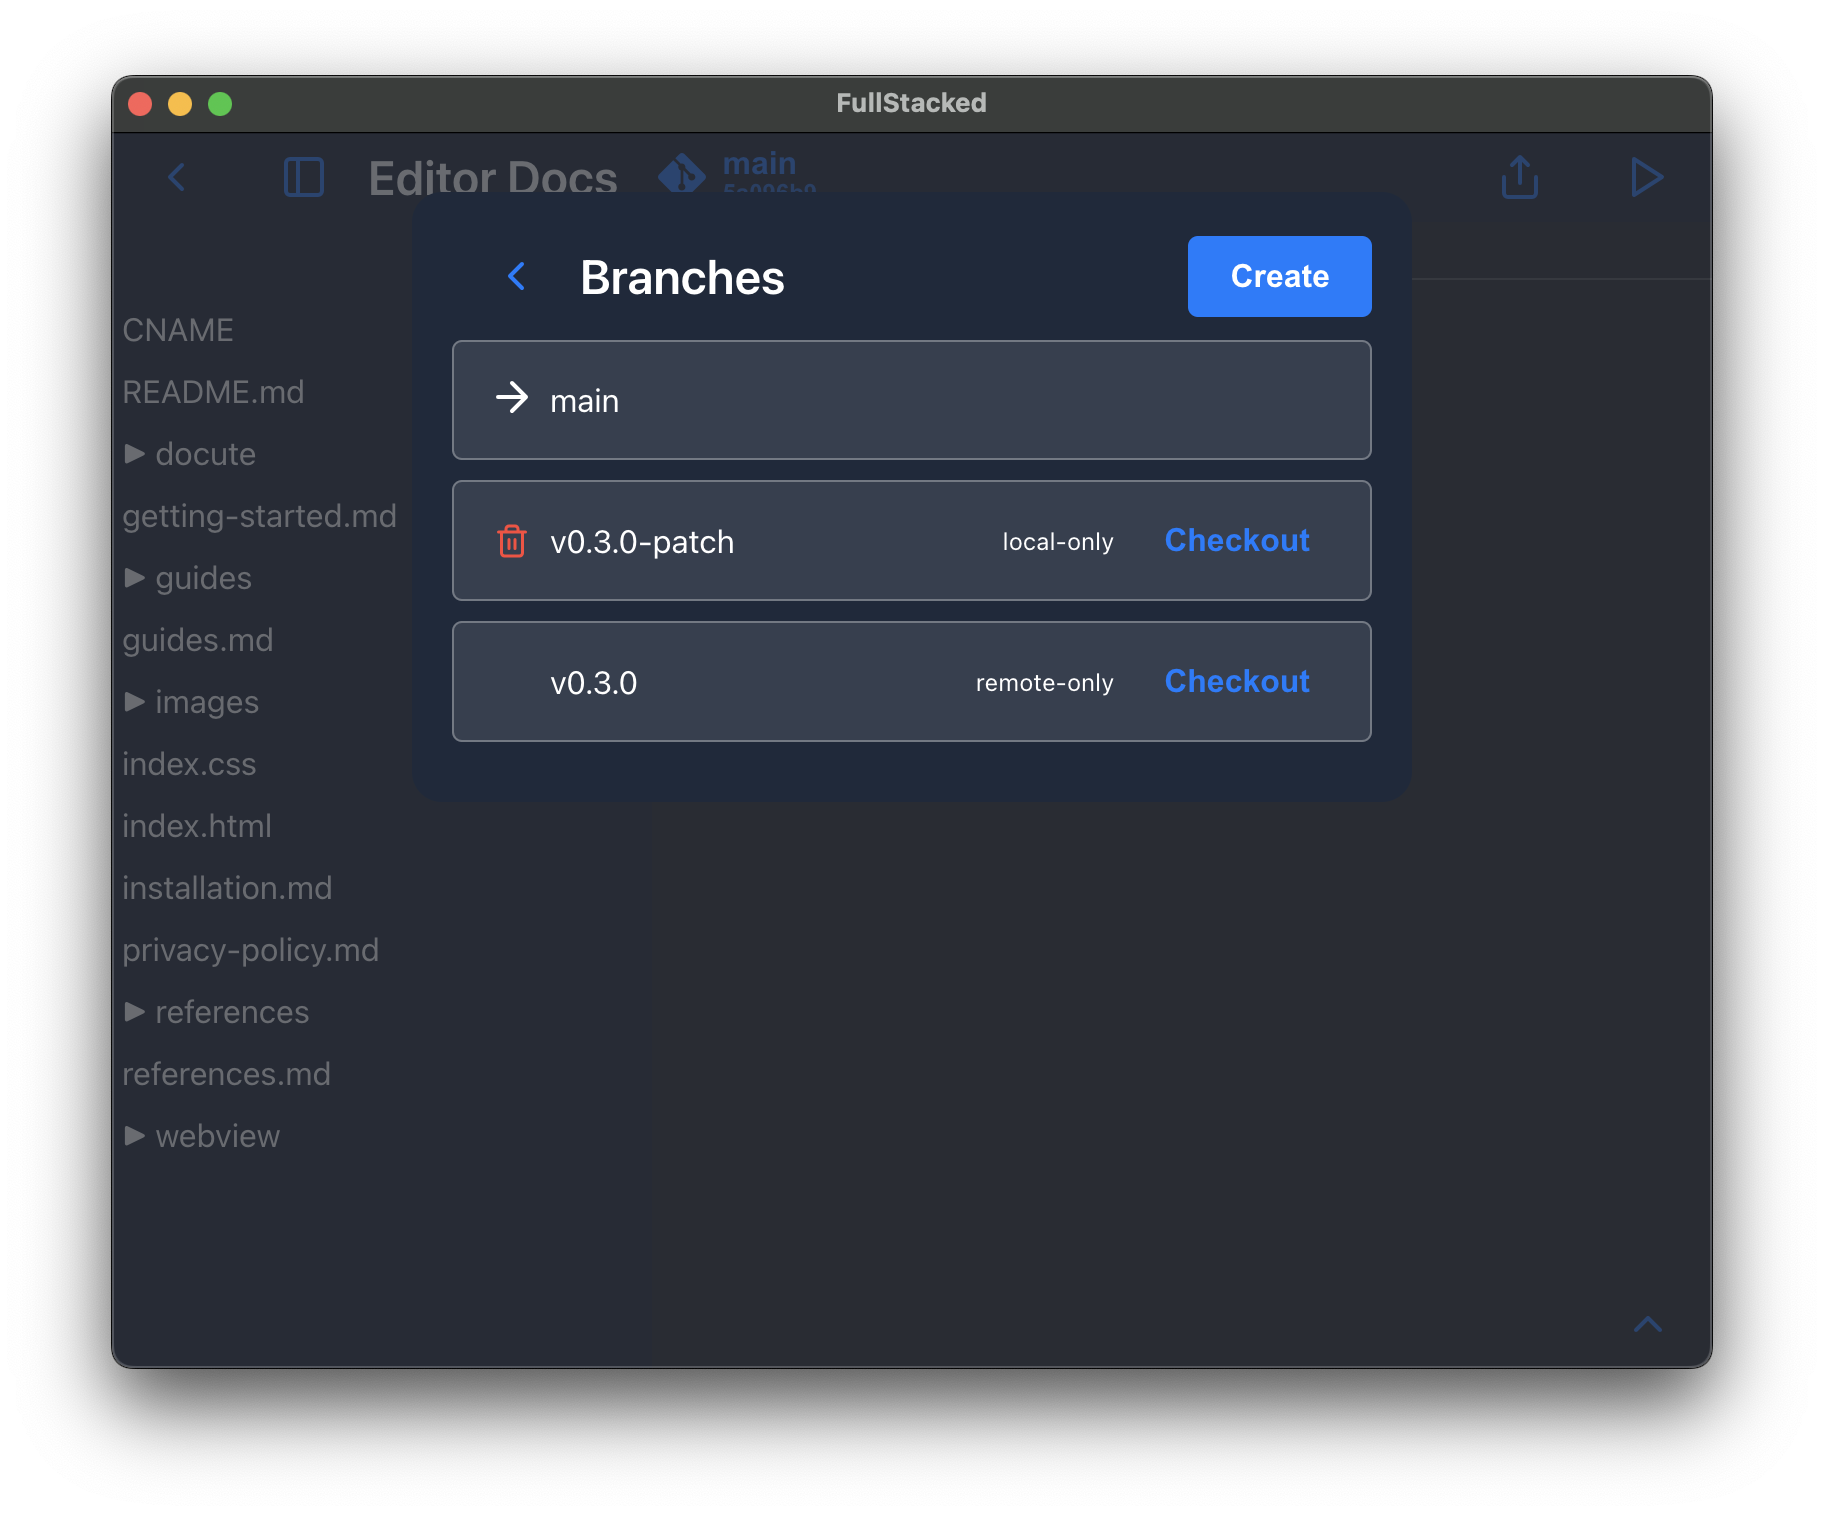 FullStacked
Editor Docs
main
CNAME
README.md
docute
getting-started.md
guides
guides.md
images
index.css
index.html
installation.md
privacy-policy.md
references
references.md
webview
Branches
Create
main
v0.3.0-patch local-only Checkout
v0.3.0 remote-only Checkout